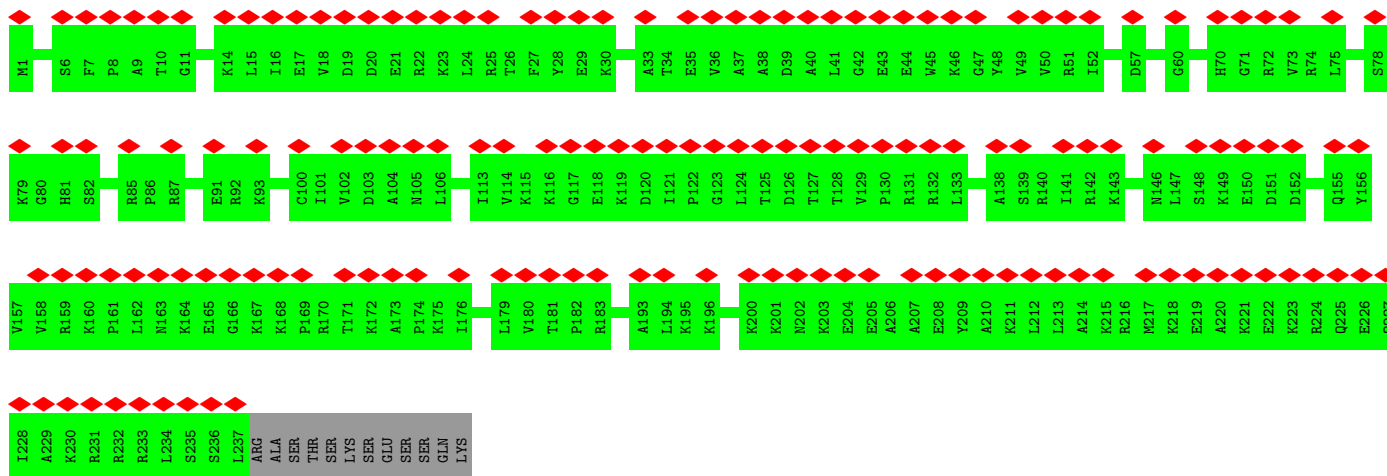 M1 S6 F7 P8 A9 T10 G11 K14 L15 I16 E17 V18 D19 D20 E21 R22 K23 L24 R25 T26 F27 Y28 E29 K30 A33 T34 E35 V36 A37 A38 D39 A40 L41 G42 E43 E44 W45 K46 G47 Y48 V49 V50 R51 I52 D57 G60 H70 G71 R72 V73 R74 L75 S78
K79 G80 H81 S82 R85 P86 R87 E91 R92 K93 C100 I101 V102 D103 A104 N105 L106 I113 V114 K115 K116 G117 E118 K119 D120 I121 P122 G123 L124 T125 D126 T127 T128 V129 P130 R131 R132 L133 A138 S139 R140 I141 R142 K143 N146 L147 S148 K149 E150 D151 D152 Q155 Y156
V157 V158 R159 K160 P161 L162 N163 K164 E165 G166 K167 K168 P169 R170 T171 K172 A173 P174 K175 I176 L179 V180 T181 P182 R183 A193 L194 K195 K196 K200 K201 N202 K203 E204 E205 A206 A207 E208 Y209 A210 K211 L212 L213 A214 K215 R216 M217 K218 E219 A220 K221 E222 K223 R224 Q225 E226
I228 A229 K230 R231 R232 R233 L234 S235 S236 L237 ARG ALA SER THR SER LYS SER GLU SER SER GLN LYS